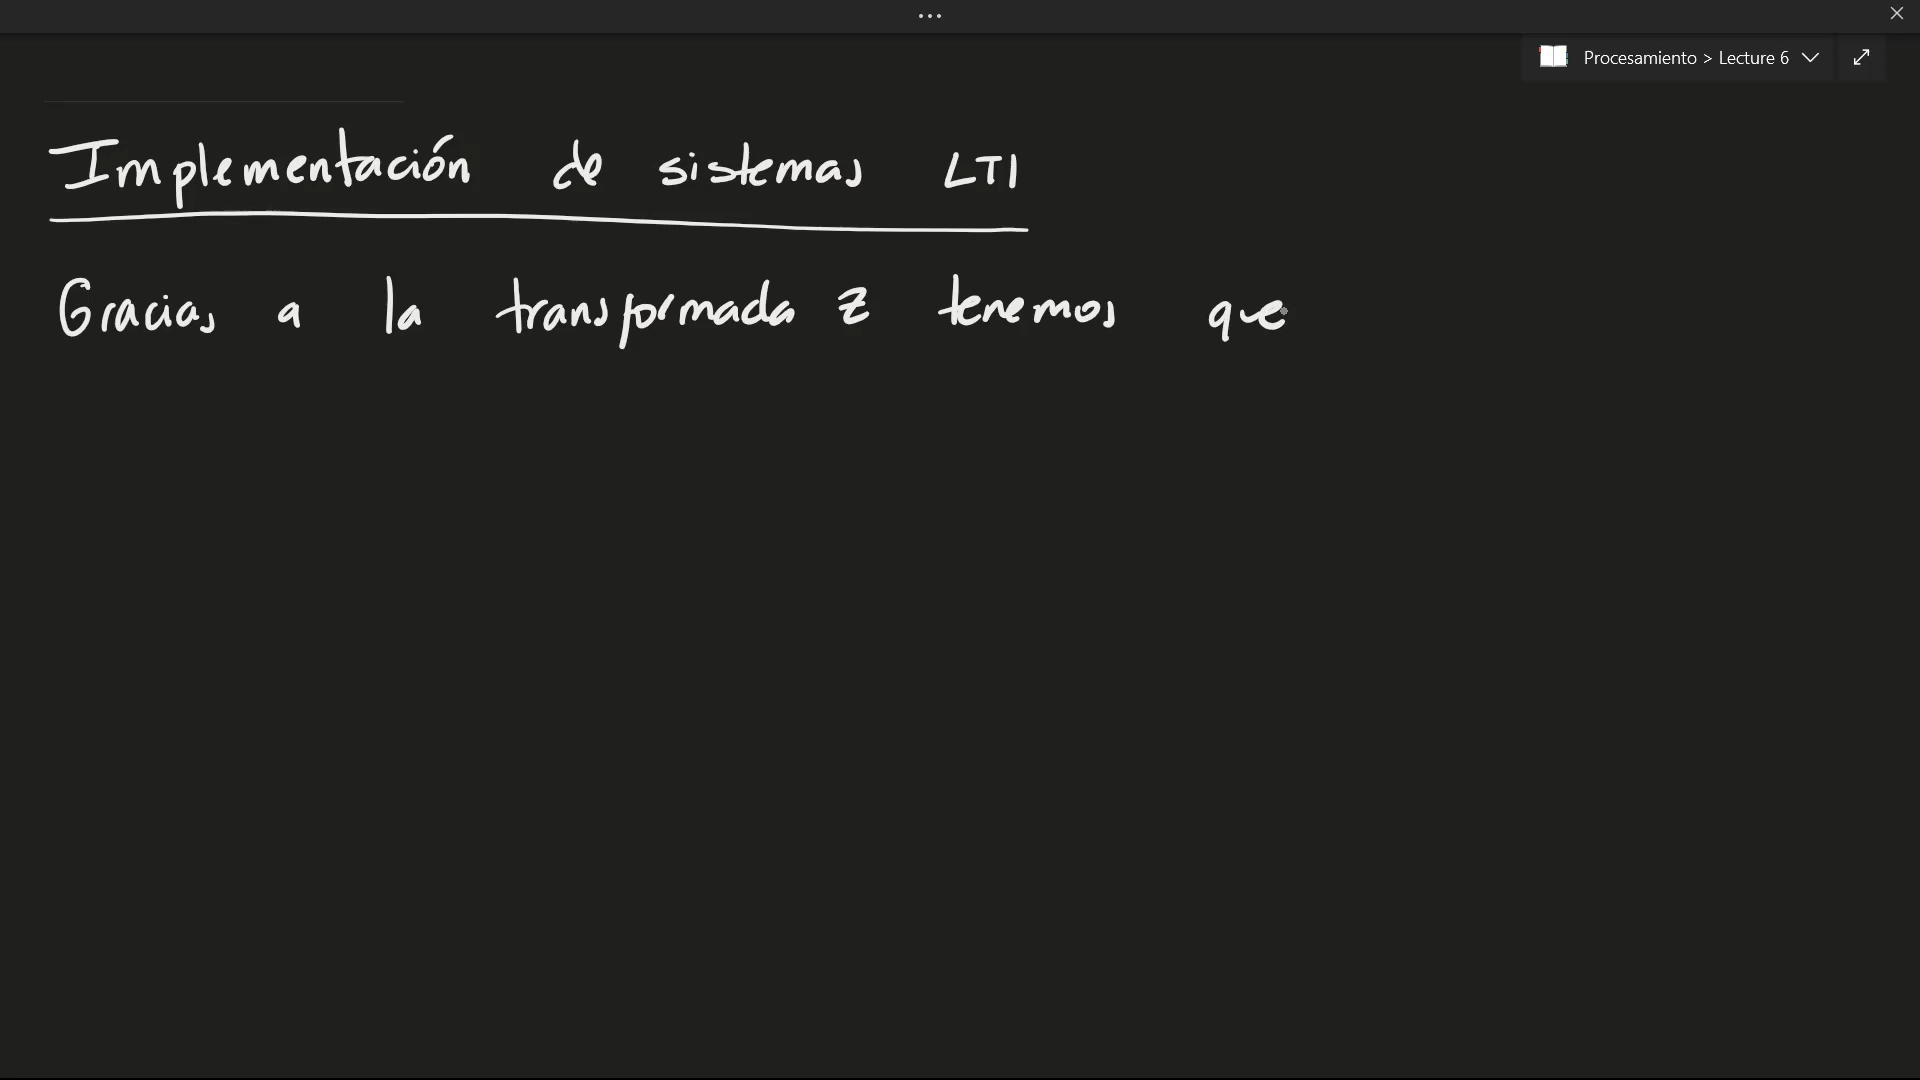 Procesamiento > Lecture 6
Implementación de sistemas LTI
Gracias a la transformada z tenemos que